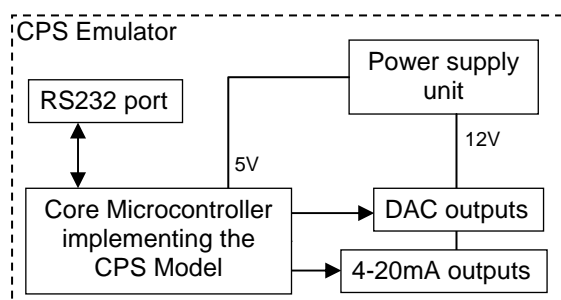 CPS Emulator
Power supply
unit
RS232 port
5V
12V
Core Microcontroller
implementing the
CPS Model
DAC outputs
4-20mA outputs